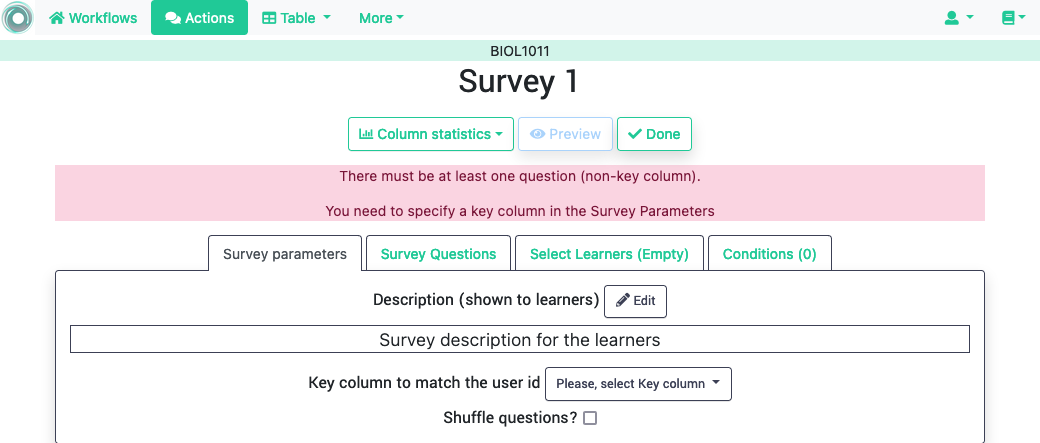 Workflows Actions Table More
BIOL1011
Survey 1
Column statistics Preview Done
There must be at least one question (non-key column).
You need to specify a key column in the Survey Parameters
Survey parameters Survey Questions Select Learners (Empty) Conditions (0)
Description (shown to learners) Edit
Survey description for the learners
Key column to match the user id Please, select Key column
Shuffle questions?